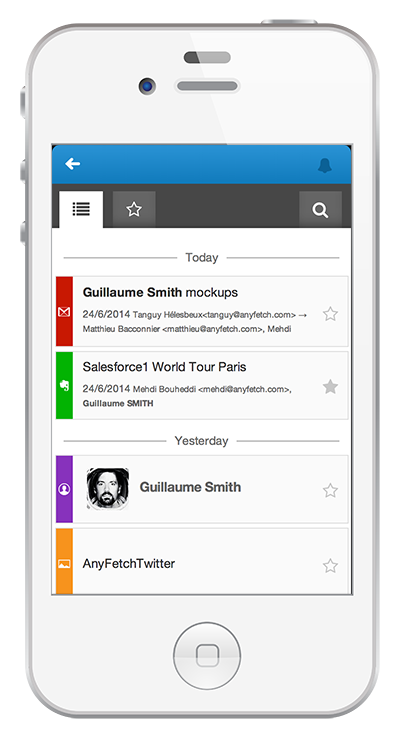 Today
Guillaume Smith mockups
24/6/2014 Tanguy Hélesbeux<tanguy@anyfetch.com> →
Matthieu Bacconnier <matthieu@anyfetch.com>, Mehdi
Salesforce1 World Tour Paris
24/6/2014 Mehdi Bouheddi <mehdi@anyfetch.com>,
Guillaume SMITH
Yesterday
Guillaume Smith
AnyFetchTwitter